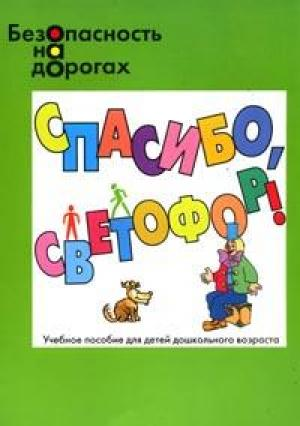 Безопасность
на
дорогах
СПАСИБО,
СВЕТОФОР!
Учебное пособие для детей дошкольного возраста